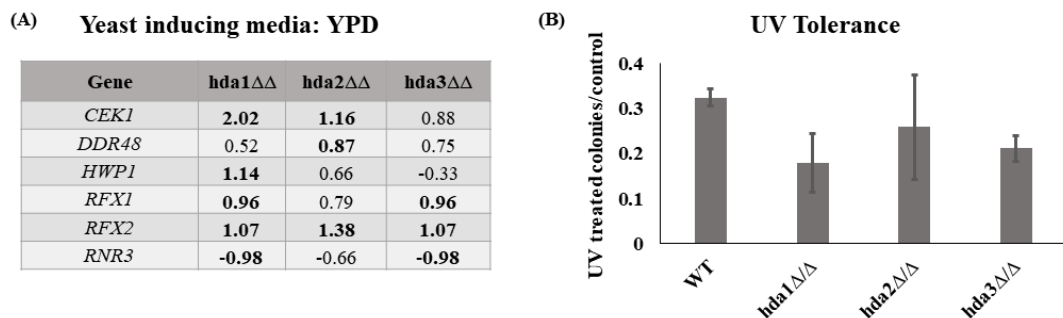 (A) Yeast inducing media: YPD
Gene hda1ΔΔ hda2ΔΔ hda3ΔΔ
CEK1 2.02 1.16 0.88
DDR48 0.52 0.87 0.75
HWP1 1.14 0.66 -0.33
RFX1 0.96 0.79 0.96
RFX2 1.07 1.38 1.07
RNR3 -0.98 -0.66 -0.98
(B) UV Tolerance
UV treated colonies/control
0.4
0.3
0.2
0.1
0
WT hda1Δ/Δ hda2Δ/Δ hda3Δ/Δ